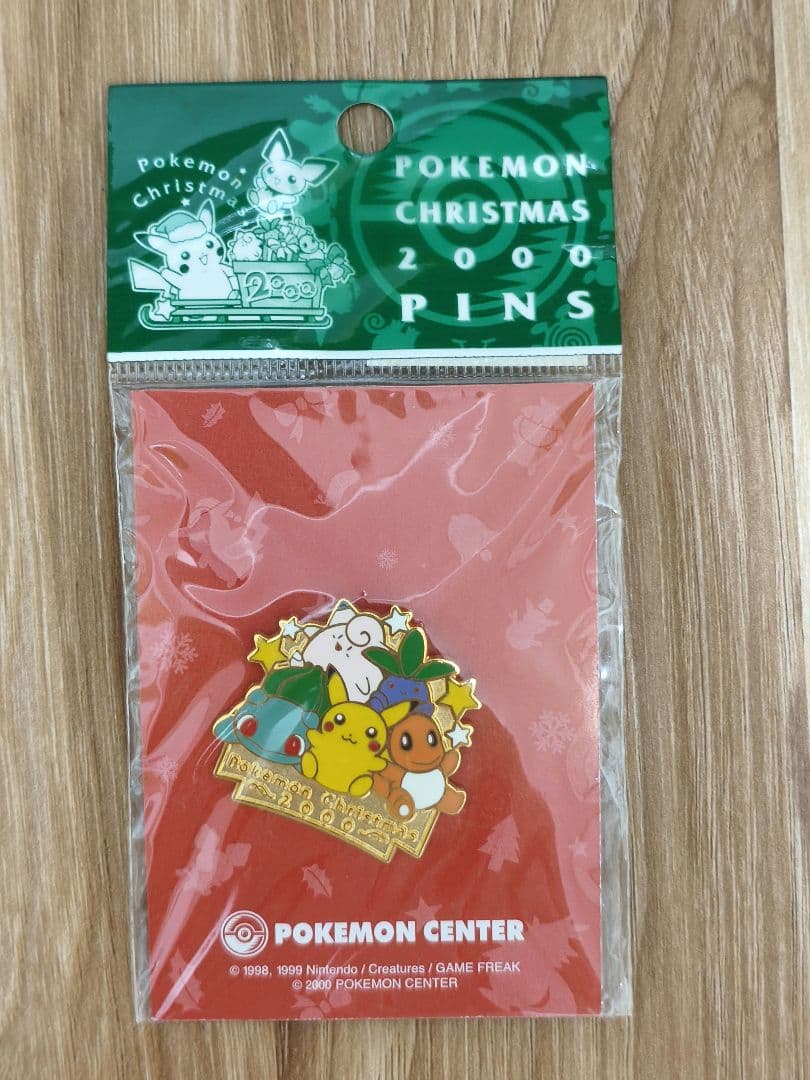 Pokemon
Christmas
2000
POKEMON
CHRISTMAS
2000
PINS
Pokémon Christmas
2000
POKEMON CENTER
© 1998, 1999 Nintendo / Creatures / GAME FREAK
© 2000 POKEMON CENTER